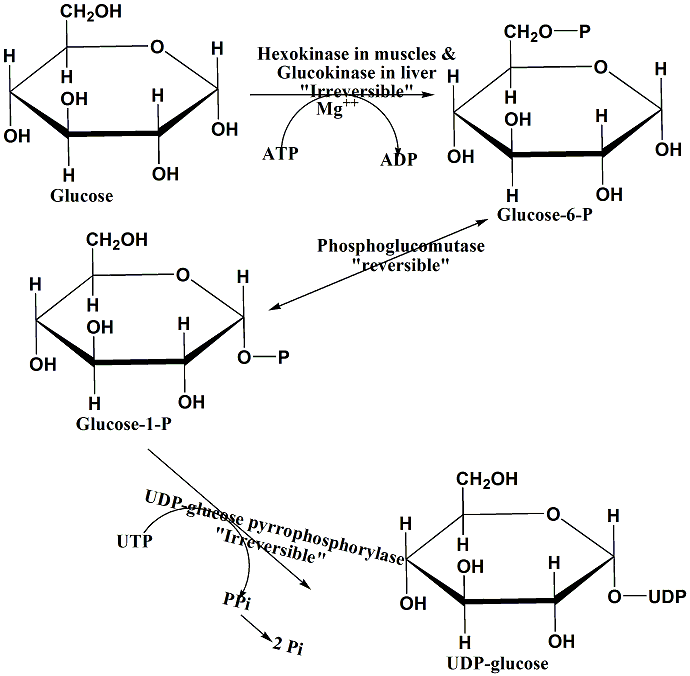 CH₂OH
O
H
H
H
OH
H
OH
OH
H
OH
Glucose
Hexokinase in muscles &
Glucokinase in liver
"Irreversible"
Mg++
ATP
ADP
CH₂O—P
O
H
H
H
OH
H
OH
OH
H
OH
Glucose-6-P
Phosphoglucomutase
"reversible"
CH₂OH
O
H
H
H
OH
H
OH
O—P
H
OH
Glucose-1-P
UDP-glucose pyrrophosphorylase
"Irreversible"
UTP
PPi
2 Pi
CH₂OH
O
H
H
H
OH
H
OH
O—UDP
H
OH
UDP-glucose